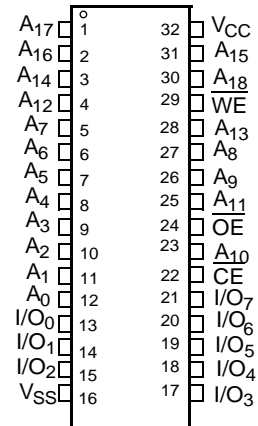 A17 1 32 VCC
A16 2 31 A15
A14 3 30 A18
A12 4 29 WE
A7 5 28 A13
A6 6 27 A8
A5 7 26 A9
A4 8 25 A11
A3 9 24 OE
A2 10 23 A10
A1 11 22 CE
A0 12 21 I/O7
I/O0 13 20 I/O6
I/O1 14 19 I/O5
I/O2 15 18 I/O4
VSS 16 17 I/O3